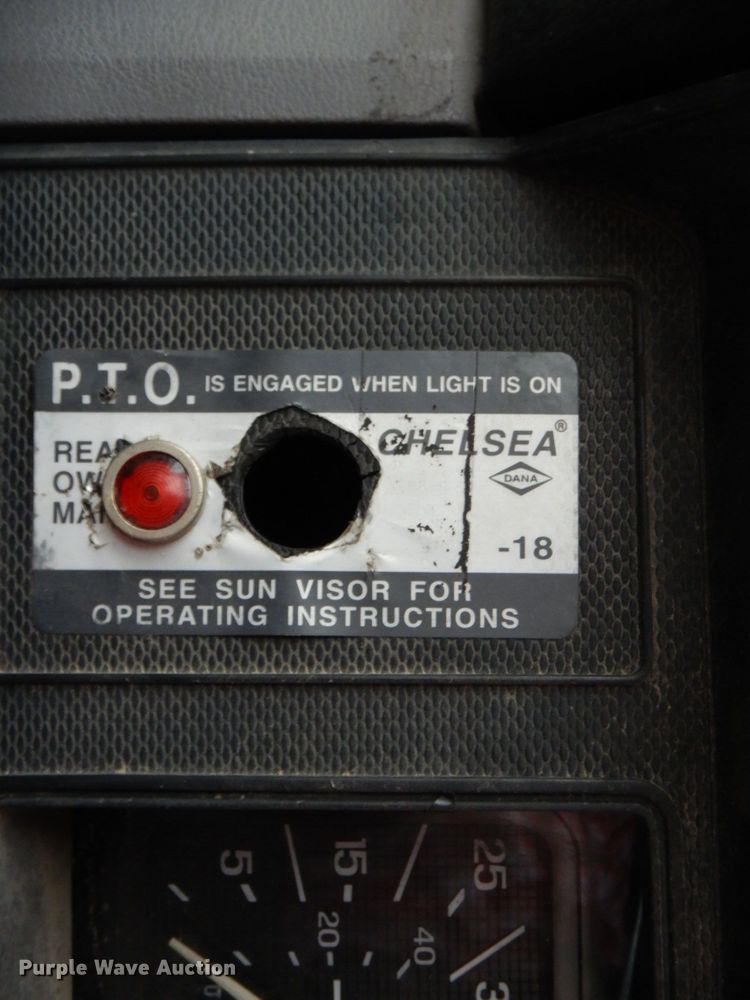 P.T.O. IS ENGAGED WHEN LIGHT IS ON
CHELSEA®
DANA
-18
SEE SUN VISOR FOR
OPERATING INSTRUCTIONS
5 15 25
20 40
Purple Wave Auction